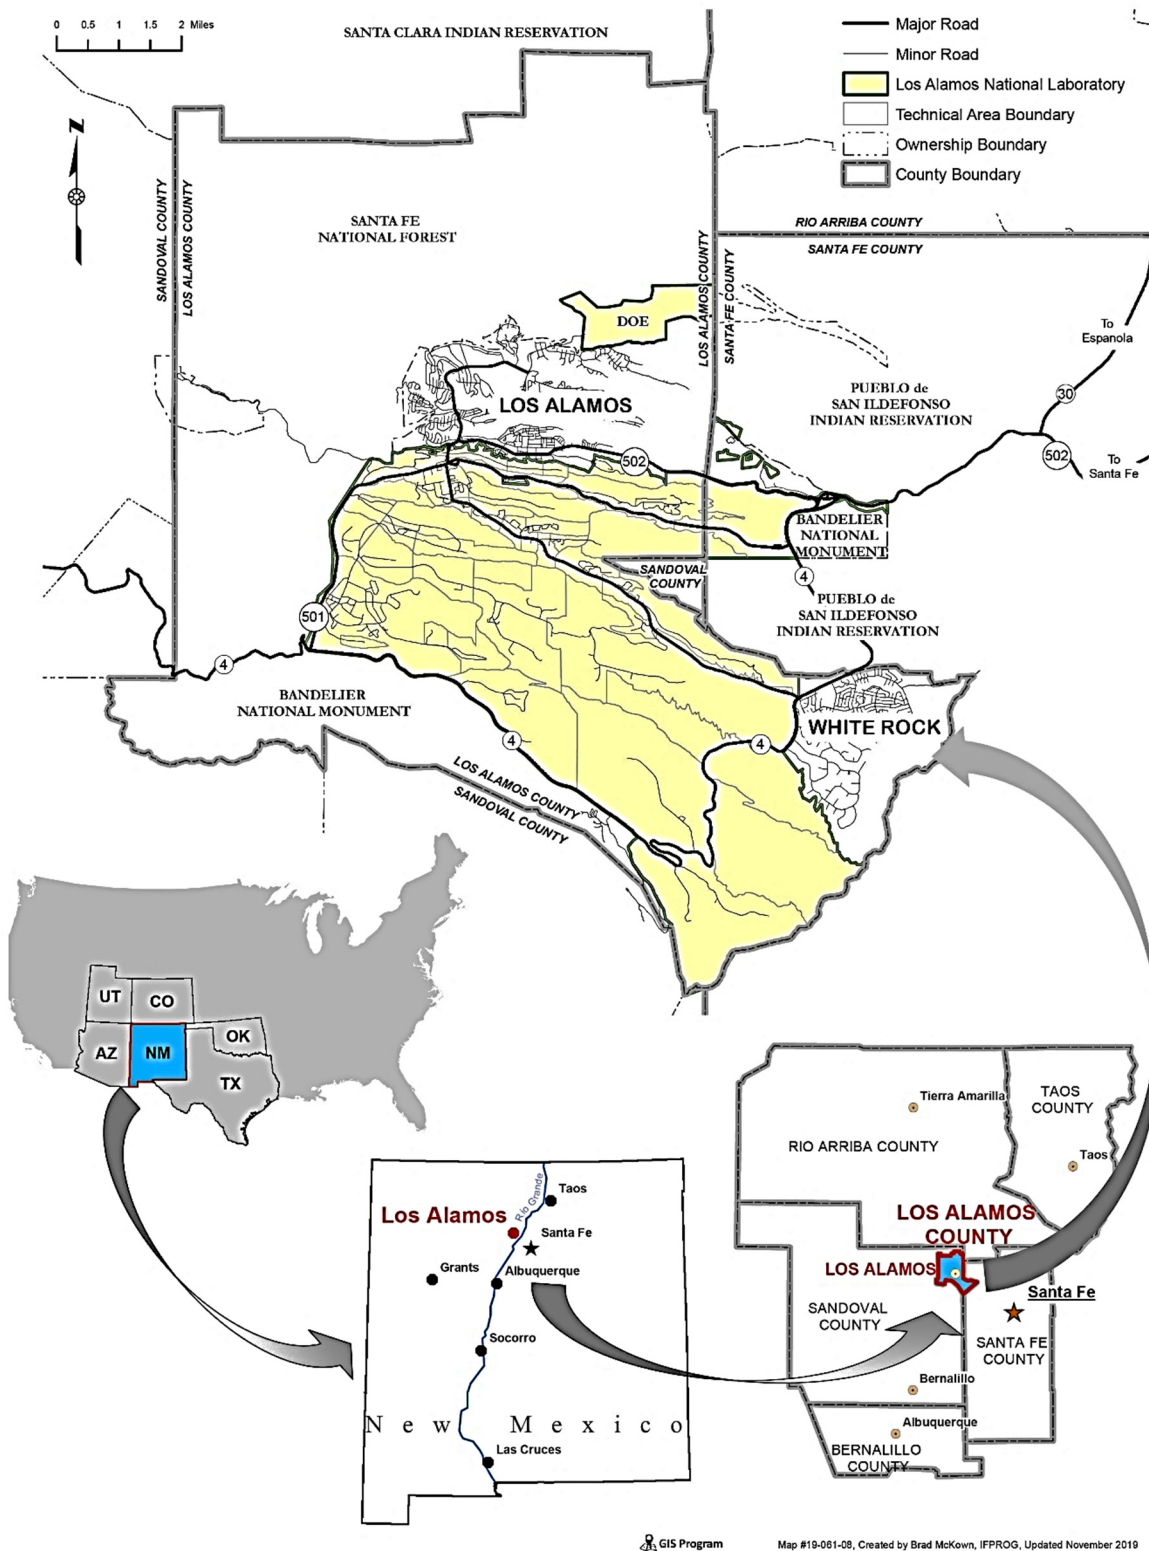 0 0.5 1 1.5 2 Miles
SANTA CLARA INDIAN RESERVATION
Major Road
Minor Road
Los Alamos National Laboratory
Technical Area Boundary
Ownership Boundary
County Boundary
N
SANDOVAL COUNTY
LOS ALAMOS COUNTY
SANTA FE
NATIONAL FOREST
RIO ARRIBA COUNTY
SANTA FE COUNTY
LOS ALAMOS COUNTY
SANTA FE COUNTY
DOE
To
Espanola
LOS ALAMOS
PUEBLO de
SAN ILDEFONSO
INDIAN RESERVATION
30
502
502
To
Santa Fe
BANDELIER
NATIONAL
MONUMENT
SANDOVAL
COUNTY
4
PUEBLO de
SAN ILDEFONSO
INDIAN RESERVATION
501
4
BANDELIER
NATIONAL MONUMENT
WHITE ROCK
4
4
LOS ALAMOS COUNTY
SANDOVAL COUNTY
UT
CO
AZ
NM
OK
TX
Rio Grande
Taos
Los Alamos
Santa Fe
Grants
Albuquerque
Socorro
New Mexico
Las Cruces
Tierra Amarilla
TAOS
COUNTY
RIO ARRIBA COUNTY
Taos
LOS ALAMOS
COUNTY
LOS ALAMOS
Santa Fe
SANDOVAL
COUNTY
SANTA FE
COUNTY
Bernalillo
Albuquerque
BERNALILLO
COUNTY
GIS Program
Map #19-061-08, Created by Brad McKown, IFPROG, Updated November 2019